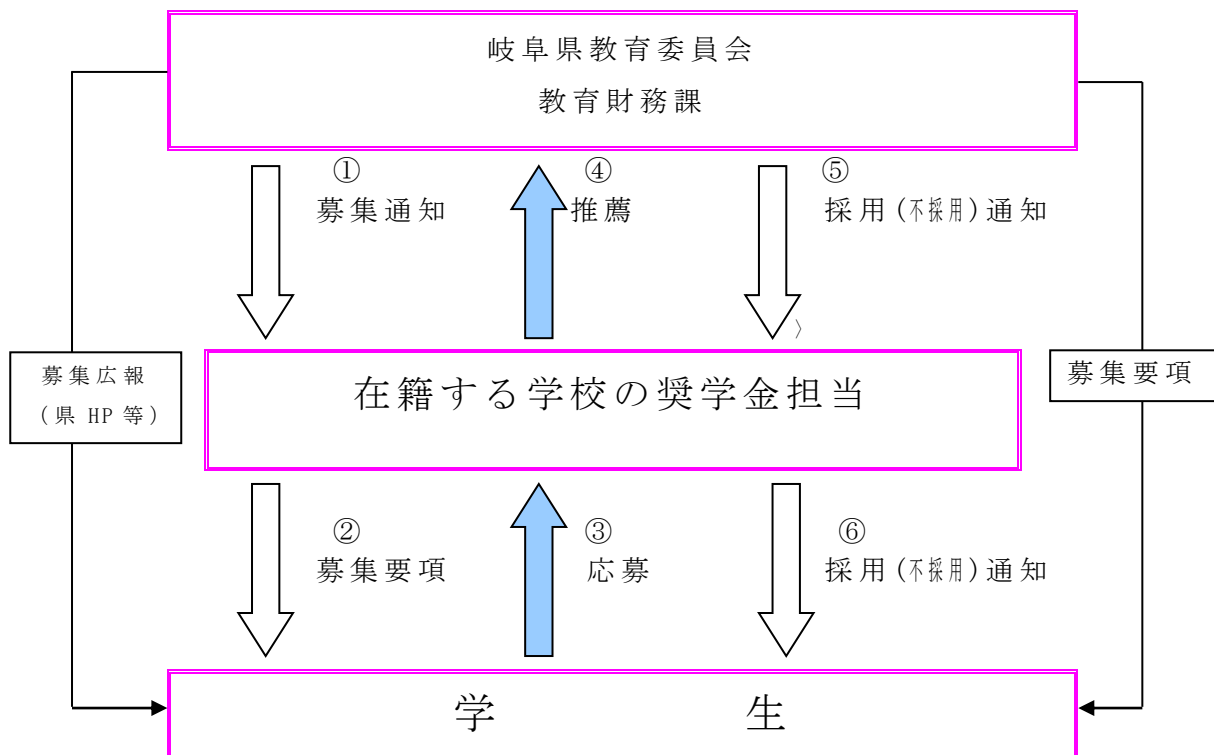 岐阜県教育委員会
教育財務課
①
募集通知
④
推薦
⑤
採用(不採用)通知
〉
募集広報
(県 HP 等)
在籍する学校の奨学金担当
募集要項
②
募集要項
③
応募
⑥
採用(不採用)通知
学 生